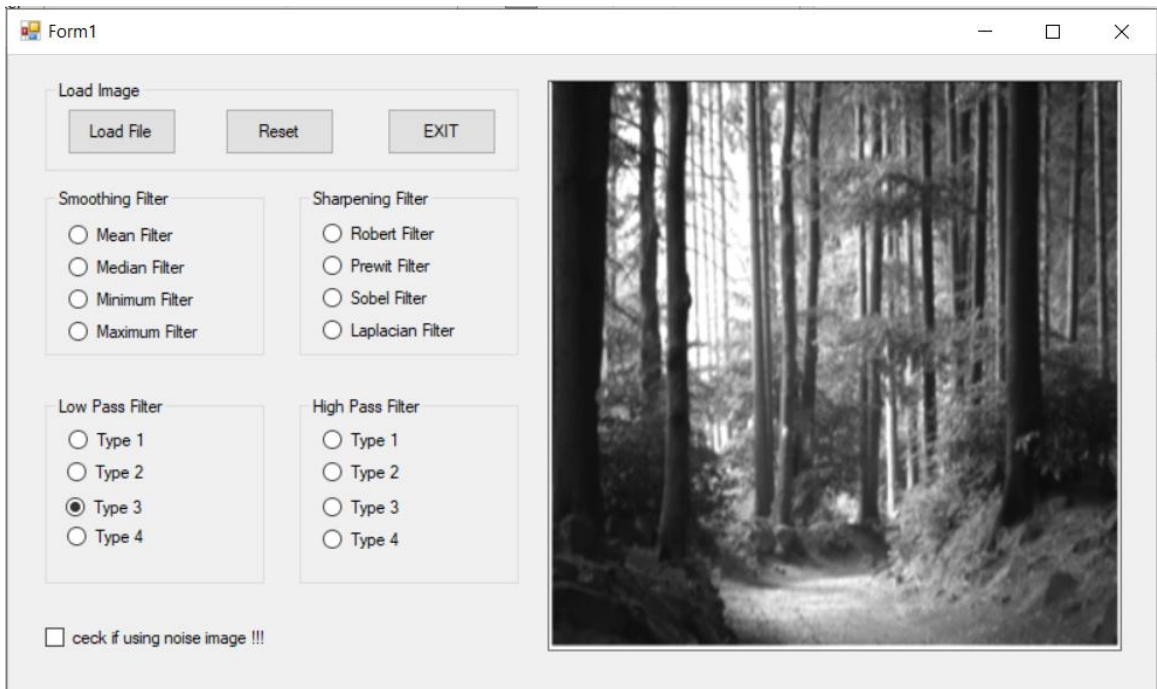 Form1
Load Image
Load File Reset EXIT
Smoothing Filter
Mean Filter
Median Filter
Minimum Filter
Maximum Filter
Sharpening Filter
Robert Filter
Prewit Filter
Sobel Filter
Laplacian Filter
Low Pass Filter
Type 1
Type 2
Type 3
Type 4
High Pass Filter
Type 1
Type 2
Type 3
Type 4
ceck if using noise image !!!